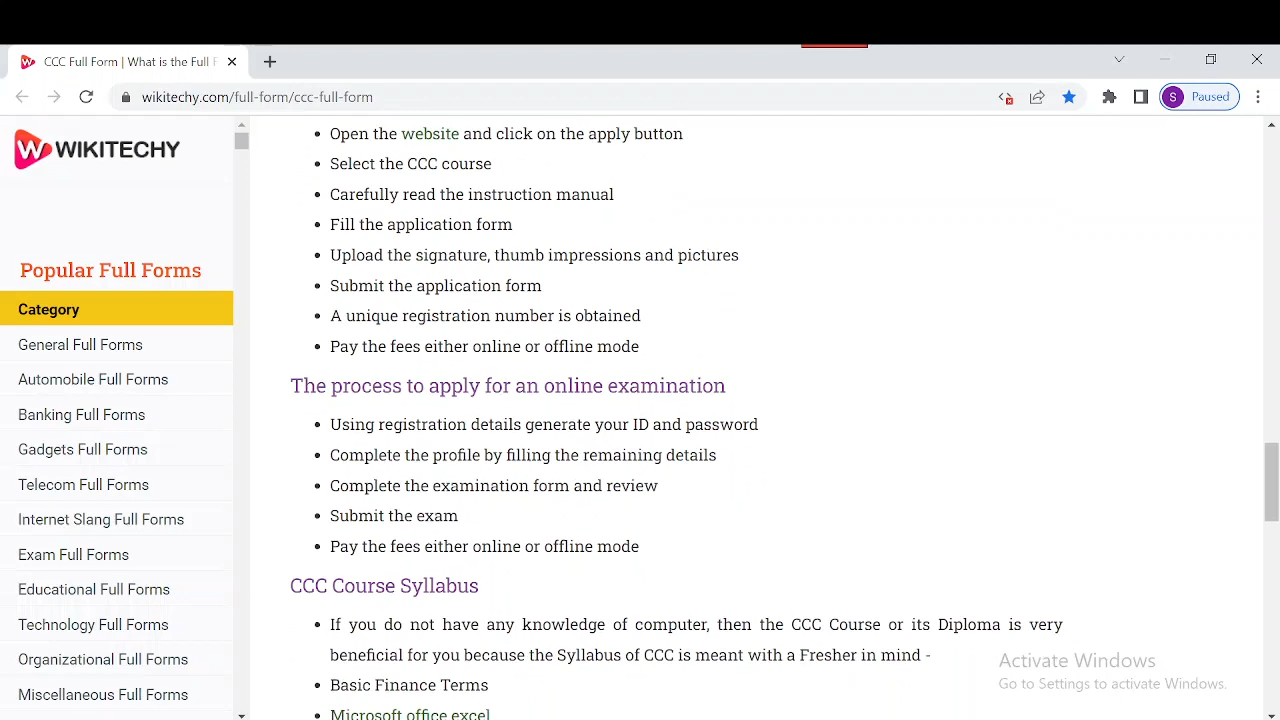 CCC Full Form | What is the Full F
wikitechy.com/full-form/ccc-full-form
S Paused
W WIKITECHY
Popular Full Forms
Category
General Full Forms
Automobile Full Forms
Banking Full Forms
Gadgets Full Forms
Telecom Full Forms
Internet Slang Full Forms
Exam Full Forms
Educational Full Forms
Technology Full Forms
Organizational Full Forms
Miscellaneous Full Forms
• Open the website and click on the apply button
• Select the CCC course
• Carefully read the instruction manual
• Fill the application form
• Upload the signature, thumb impressions and pictures
• Submit the application form
• A unique registration number is obtained
• Pay the fees either online or offline mode
The process to apply for an online examination
• Using registration details generate your ID and password
• Complete the profile by filling the remaining details
• Complete the examination form and review
• Submit the exam
• Pay the fees either online or offline mode
CCC Course Syllabus
• If you do not have any knowledge of computer, then the CCC Course or its Diploma is very
beneficial for you because the Syllabus of CCC is meant with a Fresher in mind -
• Basic Finance Terms
• Microsoft office excel
Activate Windows
Go to Settings to activate Windows.